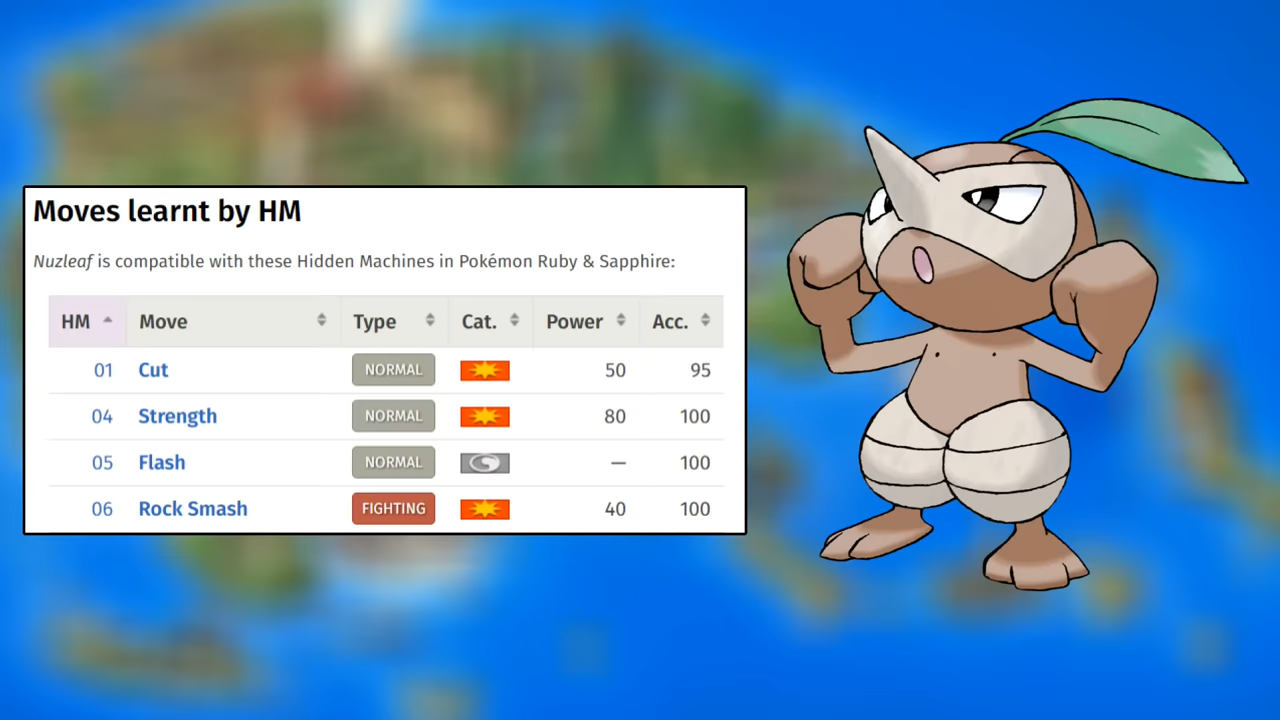 Moves learnt by HM
Nuzleaf is compatible with these Hidden Machines in Pokémon Ruby & Sapphire:
HM Move Type Cat. Power Acc.
01 Cut NORMAL 50 95
04 Strength NORMAL 80 100
05 Flash NORMAL — 100
06 Rock Smash FIGHTING 40 100